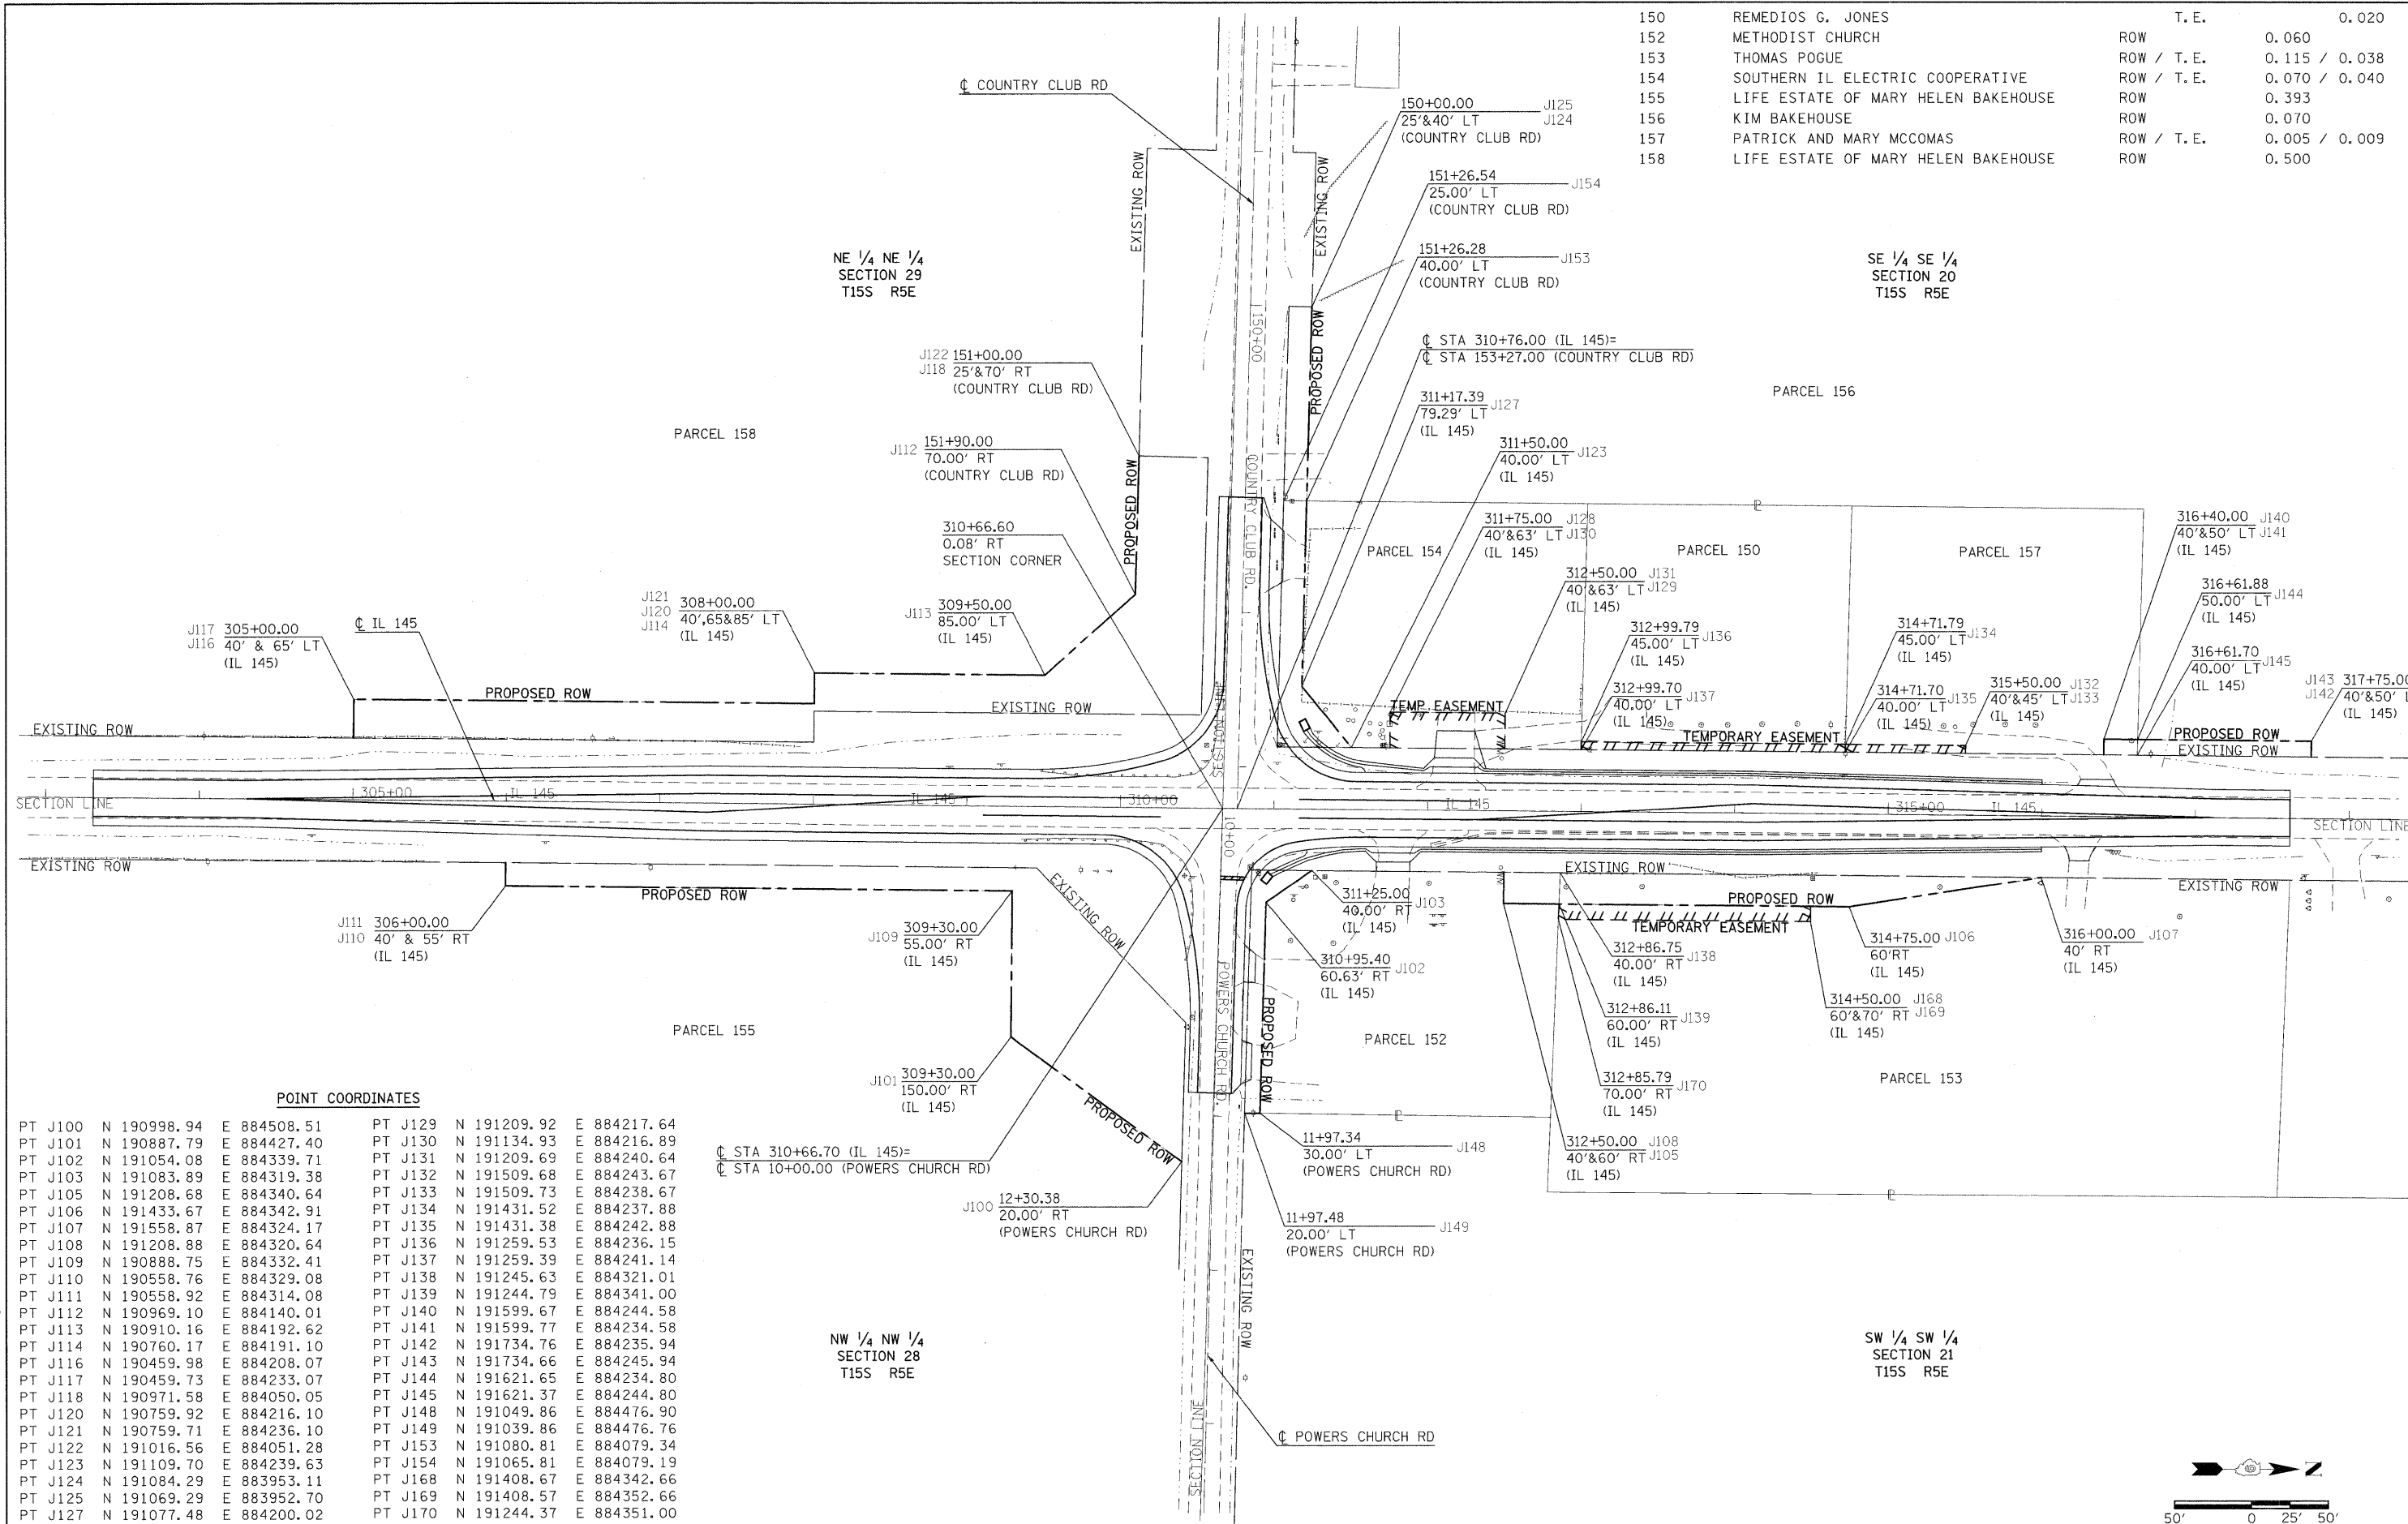 150 REMEDIOS G. JONES T.E. 0.020
152 METHODIST CHURCH ROW 0.060
153 THOMAS POGUE ROW / T.E. 0.115 / 0.038
154 SOUTHERN IL ELECTRIC COOPERATIVE ROW / T.E. 0.070 / 0.040
155 LIFE ESTATE OF MARY HELEN BAKEHOUSE ROW 0.393
156 KIM BAKEHOUSE ROW 0.070
157 PATRICK AND MARY MCCOMAS ROW / T.E. 0.005 / 0.009
158 LIFE ESTATE OF MARY HELEN BAKEHOUSE ROW 0.500
℄ COUNTRY CLUB RD
150+00.00 J125
25'&40' LT J124
(COUNTRY CLUB RD)
EXISTING ROW
EXISTING ROW
151+26.54 J154
25.00' LT
(COUNTRY CLUB RD)
151+26.28 J153
40.00' LT
(COUNTRY CLUB RD)
NE 1/4 NE 1/4
SECTION 29
T15S R5E
SE 1/4 SE 1/4
SECTION 20
T15S R5E
150+00
PROPOSED ROW
℄ STA 310+76.00 (IL 145)=
℄ STA 153+27.00 (COUNTRY CLUB RD)
J122 151+00.00
J118 25'&70' RT
(COUNTRY CLUB RD)
PARCEL 156
311+17.39 J127
79.29' LT
(IL 145)
PARCEL 158
J112 151+90.00
70.00' RT
(COUNTRY CLUB RD)
PROPOSED ROW
COUNTRY CLUB RD.
311+50.00 J123
40.00' LT
(IL 145)
310+66.60
0.08' RT
SECTION CORNER
311+75.00 J128
40'&63' LT J130
(IL 145)
PARCEL 154
PARCEL 150
PARCEL 157
316+40.00 J140
40'&50' LT J141
(IL 145)
312+50.00 J131
40'&63' LT J129
(IL 145)
316+61.88 J144
50.00' LT
(IL 145)
J121
J120 308+00.00
J114 40',65&85' LT
(IL 145)
J113 309+50.00
85.00' LT
(IL 145)
J117 305+00.00
J116 40' & 65' LT
(IL 145)
℄ IL 145
312+99.79 J136
45.00' LT
(IL 145)
314+71.79 J134
45.00' LT
(IL 145)
316+61.70 J145
40.00' LT
(IL 145)
312+99.70 J137
40.00' LT
(IL 145)
314+71.70 J135
40.00' LT
(IL 145)
315+50.00 J132
40'&45' LT J133
(IL 145)
J143 317+75.00
J142 40'&50' L
(IL 145)
PROPOSED ROW
EXISTING ROW
EXISTING ROW
TEMP. EASEMENT
TEMPORARY EASEMENT
PROPOSED ROW
EXISTING ROW
SECTION LINE
SECTION LINE
305+00
IL 145
IL 145
310+00
IL 145
315+00
IL 145
SECTION LINE
10+00
EXISTING ROW
PROPOSED ROW
EXISTING ROW
EXISTING ROW
PROPOSED ROW
TEMPORARY EASEMENT
EXISTING ROW
J111 306+00.00
J110 40' & 55' RT
(IL 145)
J109 309+30.00
55.00' RT
(IL 145)
311+25.00 J103
40.00' RT
(IL 145)
310+95.40 J102
60.63' RT
(IL 145)
312+86.75 J138
40.00' RT
(IL 145)
314+75.00 J106
60'RT
(IL 145)
316+00.00 J107
40' RT
(IL 145)
314+50.00 J168
60'&70' RT J169
(IL 145)
312+86.11 J139
60.00' RT
(IL 145)
POWERS CHURCH RD.
PROPOSED ROW
PARCEL 155
PARCEL 152
PARCEL 153
J101 309+30.00
150.00' RT
(IL 145)
312+85.79 J170
70.00' RT
(IL 145)
PROPOSED ROW
℄ STA 310+66.70 (IL 145)=
℄ STA 10+00.00 (POWERS CHURCH RD)
11+97.34 J148
30.00' LT
(POWERS CHURCH RD)
312+50.00 J108
40'&60' RT J105
(IL 145)
J100 12+30.38
20.00' RT
(POWERS CHURCH RD)
11+97.48 J149
20.00' LT
(POWERS CHURCH RD)
EXISTING ROW
SECTION LINE
℄ POWERS CHURCH RD
NW 1/4 NW 1/4
SECTION 28
T15S R5E
SW 1/4 SW 1/4
SECTION 21
T15S R5E
POINT COORDINATES
PT J100 N 190998.94 E 884508.51 PT J129 N 191209.92 E 884217.64
PT J101 N 190887.79 E 884427.40 PT J130 N 191134.93 E 884216.89
PT J102 N 191054.08 E 884339.71 PT J131 N 191209.69 E 884240.64
PT J103 N 191083.89 E 884319.38 PT J132 N 191509.68 E 884243.67
PT J105 N 191208.68 E 884340.64 PT J133 N 191509.73 E 884238.67
PT J106 N 191433.67 E 884342.91 PT J134 N 191431.52 E 884237.88
PT J107 N 191558.87 E 884324.17 PT J135 N 191431.38 E 884242.88
PT J108 N 191208.88 E 884320.64 PT J136 N 191259.53 E 884236.15
PT J109 N 190888.75 E 884332.41 PT J137 N 191259.39 E 884241.14
PT J110 N 190558.76 E 884329.08 PT J138 N 191245.63 E 884321.01
PT J111 N 190558.92 E 884314.08 PT J139 N 191244.79 E 884341.00
PT J112 N 190969.10 E 884140.01 PT J140 N 191599.67 E 884244.58
PT J113 N 190910.16 E 884192.62 PT J141 N 191599.77 E 884234.58
PT J114 N 190760.17 E 884191.10 PT J142 N 191734.76 E 884235.94
PT J116 N 190459.98 E 884208.07 PT J143 N 191734.66 E 884245.94
PT J117 N 190459.73 E 884233.07 PT J144 N 191621.65 E 884234.80
PT J118 N 190971.58 E 884050.05 PT J145 N 191621.37 E 884244.80
PT J120 N 190759.92 E 884216.10 PT J148 N 191049.86 E 884476.90
PT J121 N 190759.71 E 884236.10 PT J149 N 191039.86 E 884476.76
PT J122 N 191016.56 E 884051.28 PT J153 N 191080.81 E 884079.34
PT J123 N 191109.70 E 884239.63 PT J154 N 191065.81 E 884079.19
PT J124 N 191084.29 E 883953.11 PT J168 N 191408.67 E 884342.66
PT J125 N 191069.29 E 883952.70 PT J169 N 191408.57 E 884352.66
PT J127 N 191077.48 E 884200.02 PT J170 N 191244.37 E 884351.00
Z
50' 0 25' 50'